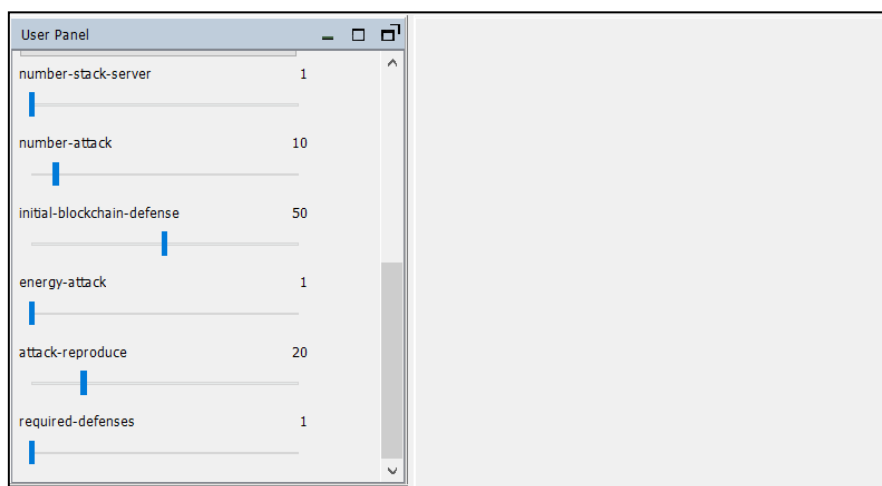 User Panel
number-stack-server 1
number-attack 10
initial-blockchain-defense 50
energy-attack 1
attack-reproduce 20
required-defenses 1